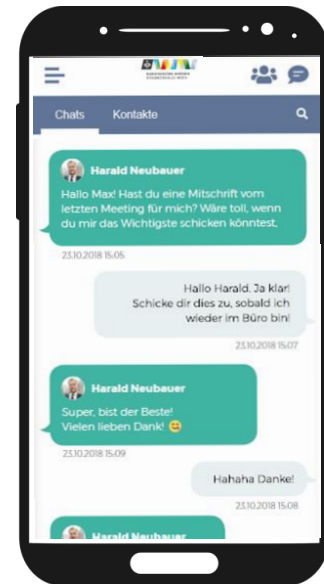 Chats Kontakte
Harald Neubauer
Hallo Max! Hast du eine Mitschrift vom
letzten Meeting für mich? Wäre toll, wenn
du mir das Wichtigste schicken könntest,
23.10.2018 15:05
Hallo Harald. Ja klar!
Schicke dir dies zu, sobald ich
wieder im Büro bin!
23.10.2018 15:07
Harald Neubauer
Super, bist der Beste!
Vielen lieben Dank! 😄
23.10.2018 15:09
Hahaha Danke!
23.10.2018 15:08
Harald Neubauer